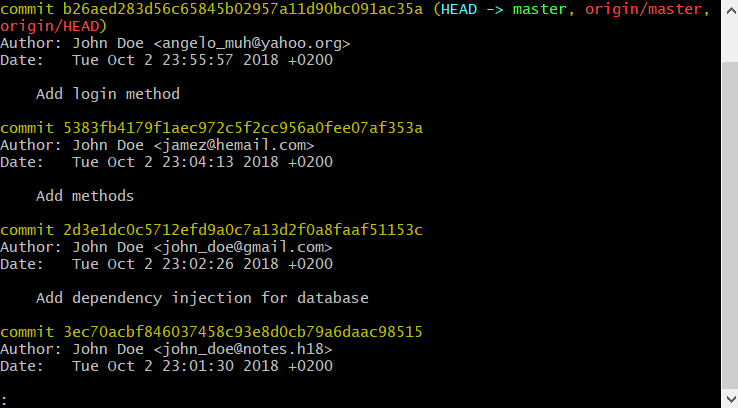 commit b26aed283d56c65845b02957a11d90bc091ac35a (HEAD -> master, origin/master,
origin/HEAD)
Author: John Doe <angelo_muh@yahoo.org>
Date:   Tue Oct 2 23:55:57 2018 +0200

    Add login method

commit 5383fb4179f1aec972c5f2cc956a0fee07af353a
Author: John Doe <jamez@hemail.com>
Date:   Tue Oct 2 23:04:13 2018 +0200

    Add methods

commit 2d3e1dc0c5712efd9a0c7a13d2f0a8faaf51153c
Author: John Doe <john_doe@gmail.com>
Date:   Tue Oct 2 23:02:26 2018 +0200

    Add dependency injection for database

commit 3ec70acbf846037458c93e8d0cb79a6daac98515
Author: John Doe <john_doe@notes.h18>
Date:   Tue Oct 2 23:01:30 2018 +0200

: